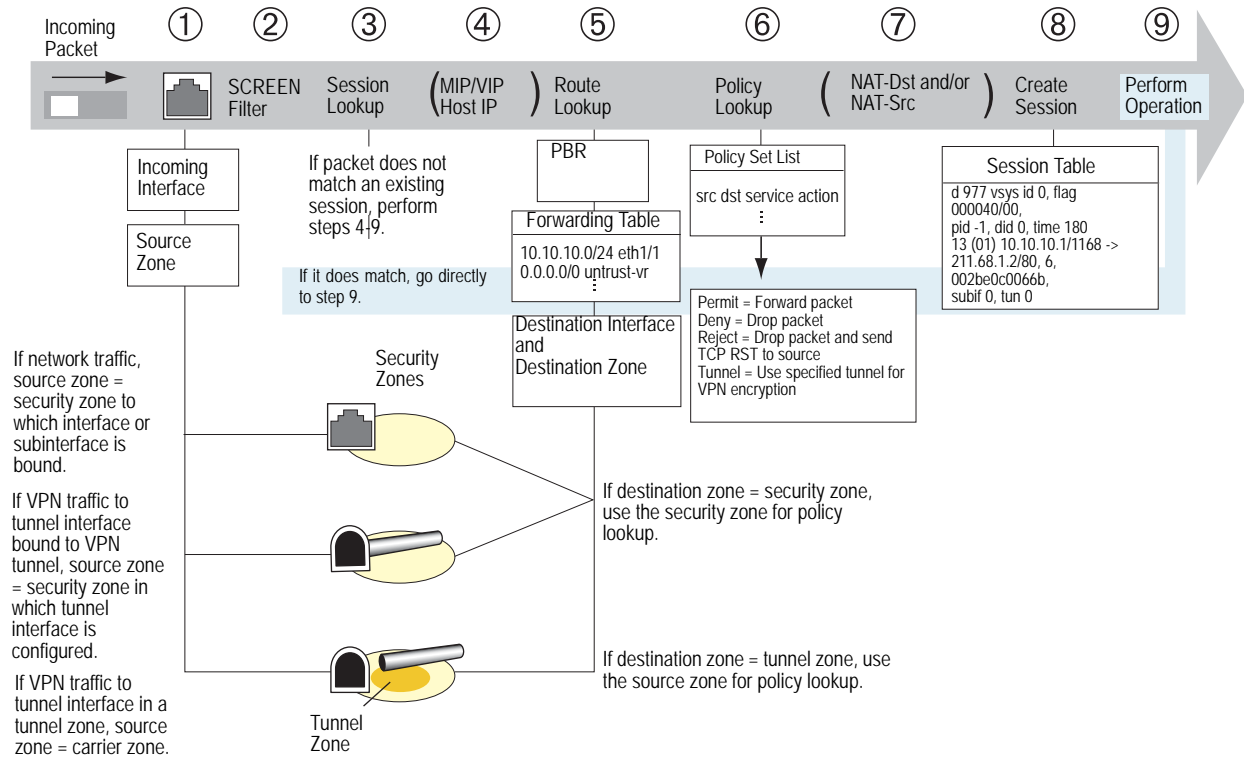 Incoming
Packet
① ② ③ ④ ⑤ ⑥ ⑦ ⑧ ⑨
SCREEN
Filter
Session
Lookup
(MIP/VIP
Host IP)
Route
Lookup
Policy
Lookup
( NAT-Dst and/or
NAT-Src )
Create
Session
Perform
Operation
Incoming
Interface
Source
Zone
If packet does not
match an existing
session, perform
steps 4-9.
If it does match, go directly
to step 9.
PBR
Forwarding Table
10.10.10.0/24 eth1/1
0.0.0.0/0 untrust-vr
⋮
Destination Interface
and
Destination Zone
Policy Set List
src dst service action
⋮
Permit = Forward packet
Deny = Drop packet
Reject = Drop packet and send
TCP RST to source
Tunnel = Use specified tunnel for
VPN encryption
Session Table
d 977 vsys id 0, flag
000040/00,
pid -1, did 0, time 180
13 (01) 10.10.10.1/1168 ->
211.68.1.2/80, 6,
002be0c0066b,
subif 0, tun 0
If network traffic,
source zone =
security zone to
which interface or
subinterface is
bound.
If VPN traffic to
tunnel interface
bound to VPN
tunnel, source zone
= security zone in
which tunnel
interface is
configured.
If VPN traffic to
tunnel interface in a
tunnel zone, source
zone = carrier zone.
Security
Zones
Tunnel
Zone
If destination zone = security zone,
use the security zone for policy
lookup.
If destination zone = tunnel zone, use
the source zone for policy lookup.